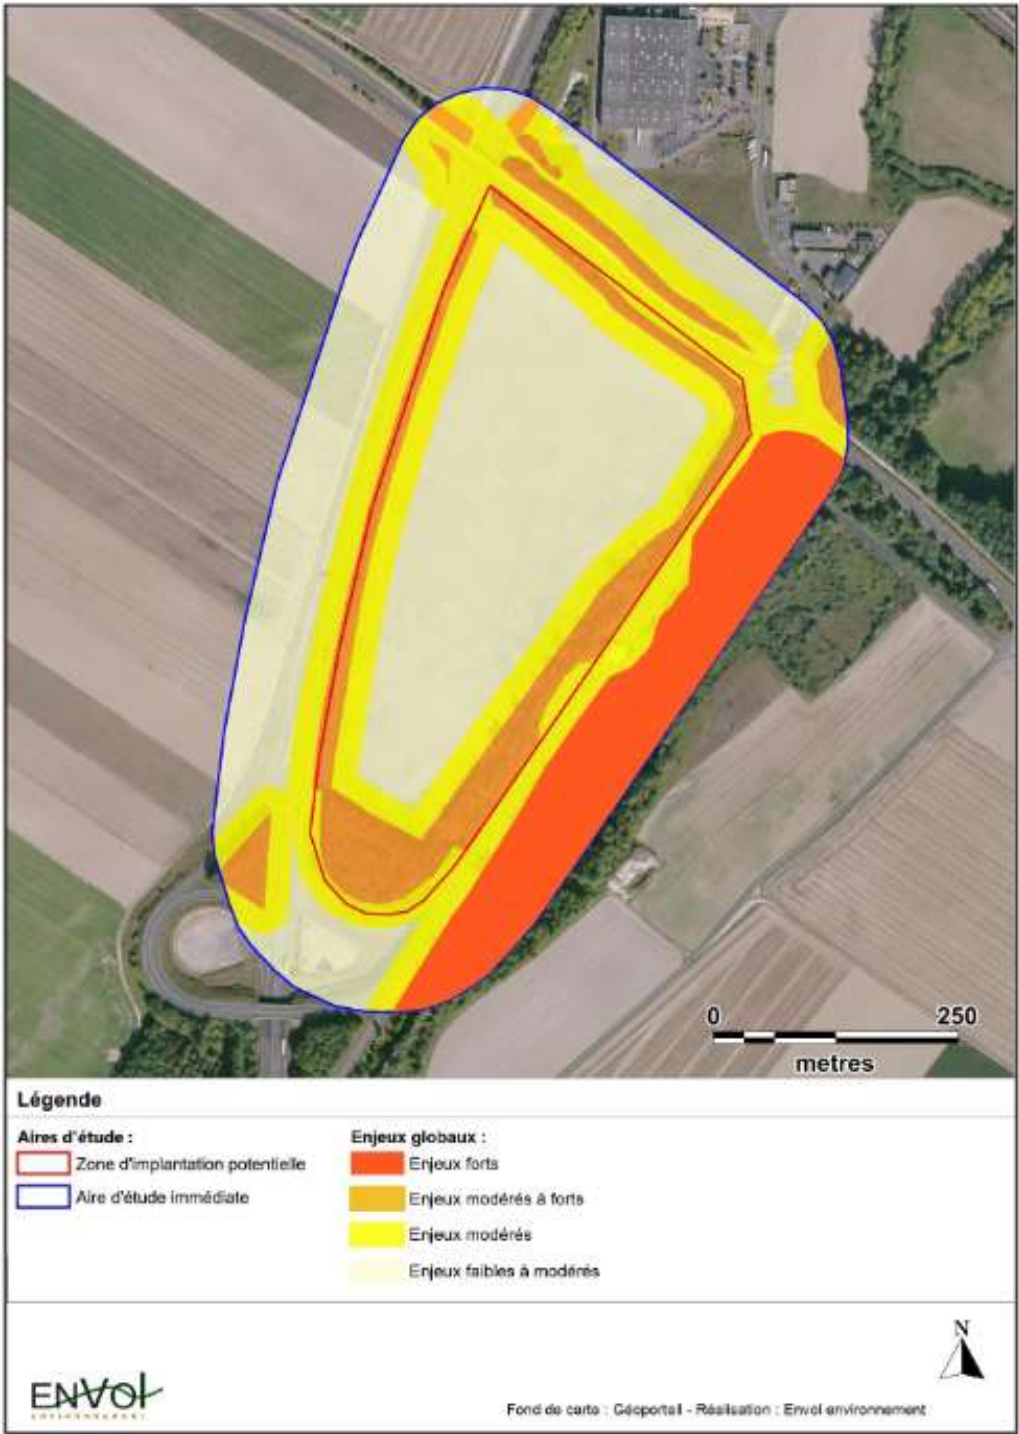 0 250
metres
Légende
Aires d'étude :
Zone d'implantation potentielle
Aire d'étude immédiate
Enjeux globaux :
Enjeux forts
Enjeux modérés à forts
Enjeux modérés
Enjeux faibles à modérés
N
ENVOL
ENVIRONNEMENT
Fond de carte : Géoportail - Réalisation : Envol environnement